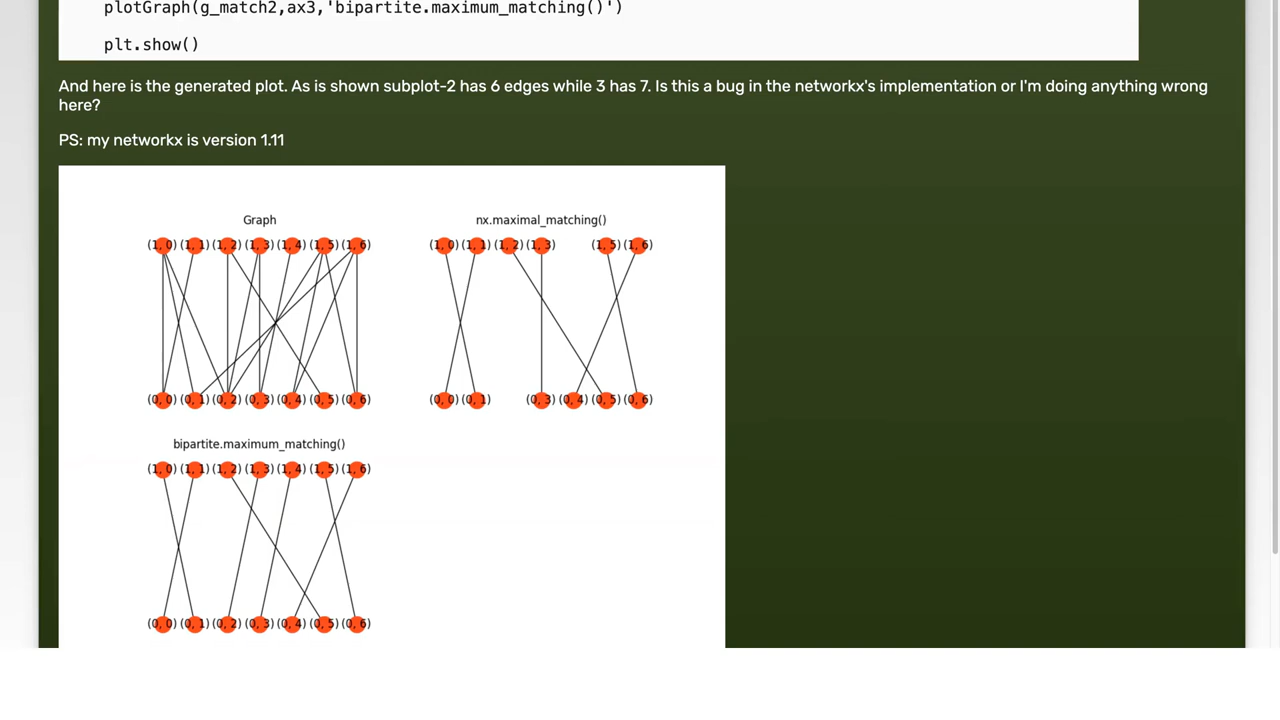 plotGraph(g_match2,ax3,'bipartite.maximum_matching()')
plt.show()
And here is the generated plot. As is shown subplot-2 has 6 edges while 3 has 7. Is this a bug in the networkx's implementation or I'm doing anything wrong
here?
PS: my networkx is version 1.11
Graph
nx.maximal_matching()
(1, 0) (1, 1) (1, 2) (1, 3) (1, 4) (1, 5) (1, 6)
(1, 0) (1, 1) (1, 2) (1, 3) (1, 5) (1, 6)
(0, 0) (0, 1) (0, 2) (0, 3) (0, 4) (0, 5) (0, 6)
(0, 0) (0, 1) (0, 3) (0, 4) (0, 5) (0, 6)
bipartite.maximum_matching()
(1, 0) (1, 1) (1, 2) (1, 3) (1, 4) (1, 5) (1, 6)
(0, 0) (0, 1) (0, 2) (0, 3) (0, 4) (0, 5) (0, 6)